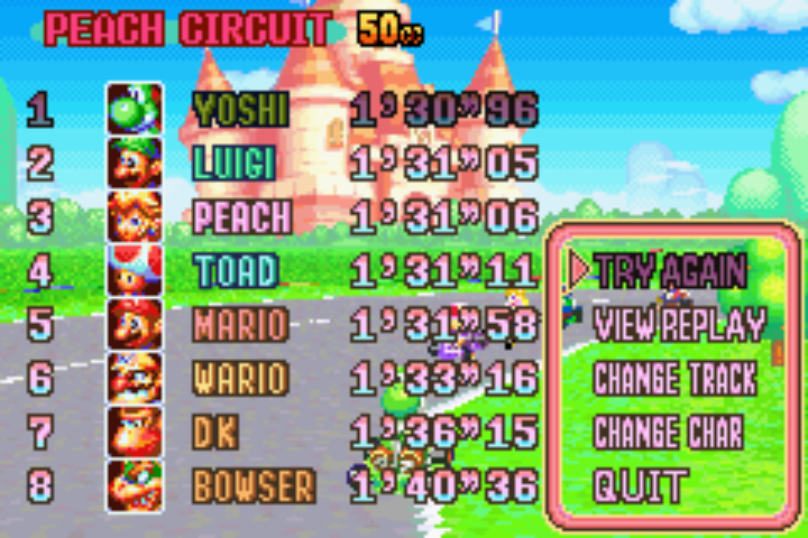 PEACH CIRCUIT 50cc
1 YOSHI 1'30"96
2 LUIGI 1'31"05
3 PEACH 1'31"06
4 TOAD 1'31"11
5 MARIO 1'31"58
6 WARIO 1'33"16
7 DK 1'36"15
8 BOWSER 1'40"36
TRY AGAIN
VIEW REPLAY
CHANGE TRACK
CHANGE CHAR
QUIT